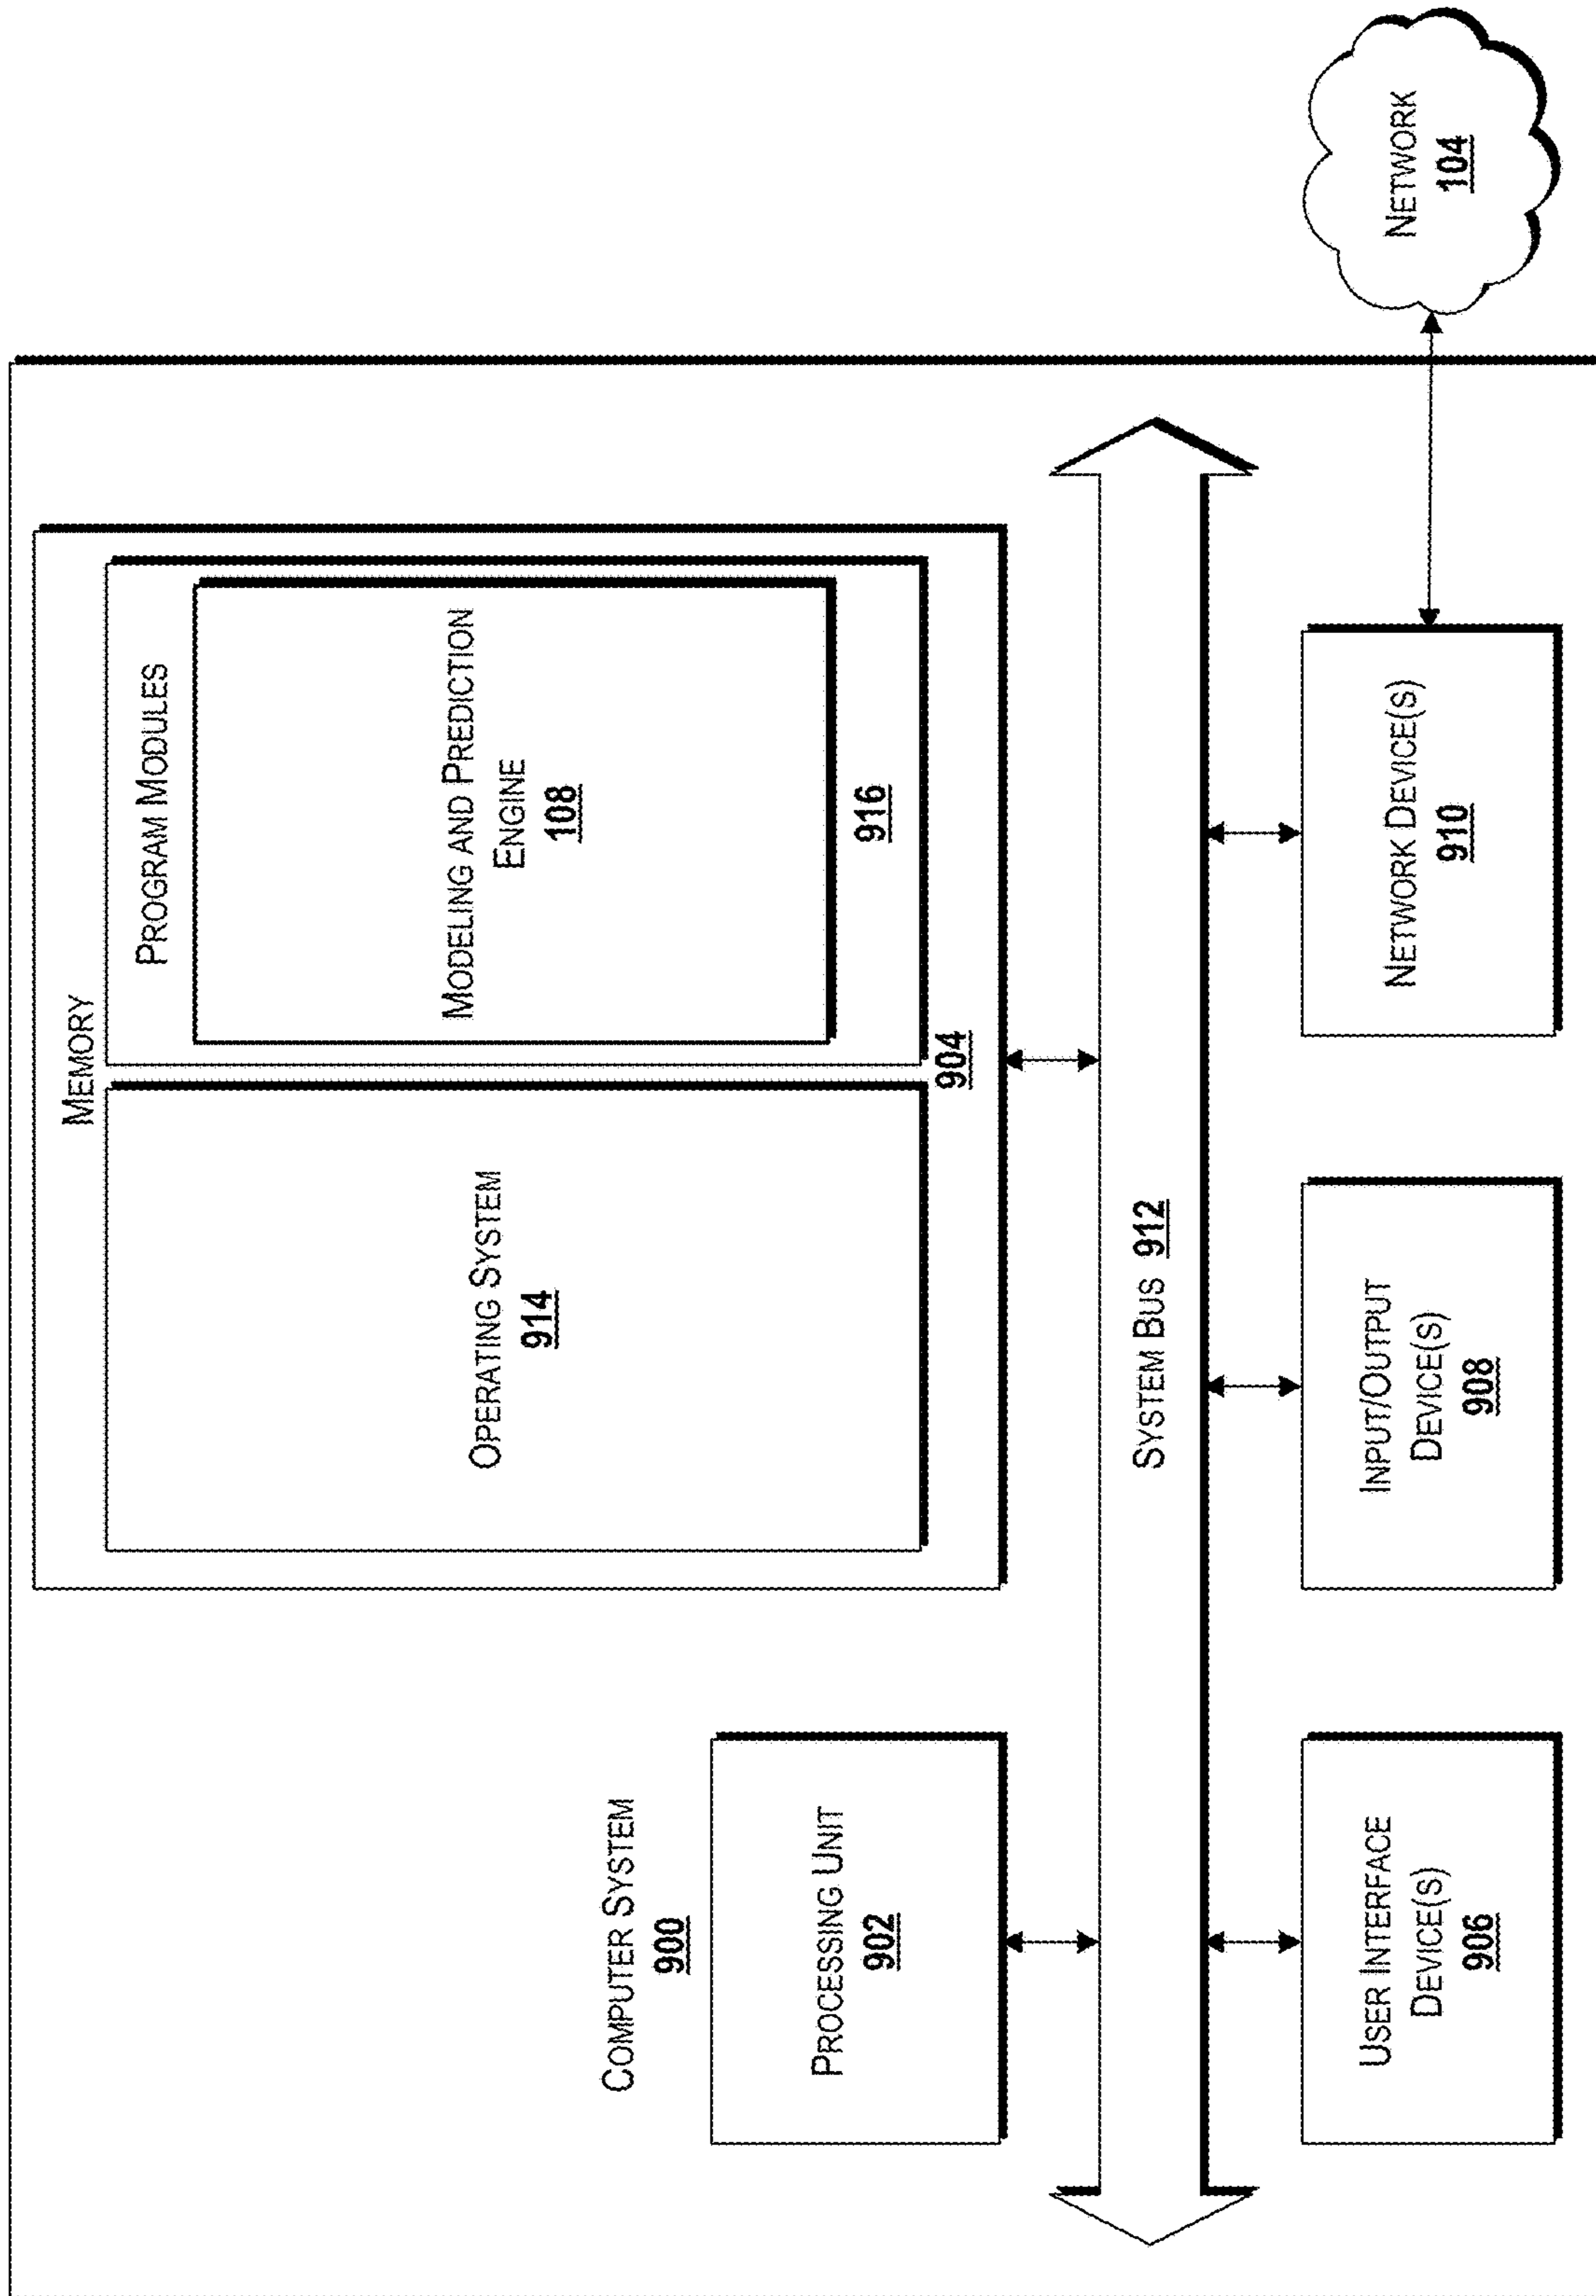 COMPUTER SYSTEM
900
PROCESSING UNIT
902
MEMORY
OPERATING SYSTEM
914
PROGRAM MODULES
MODELING AND PREDICTION
ENGINE
108
916
904
SYSTEM BUS 912
USER INTERFACE
DEVICE(S)
906
INPUT/OUTPUT
DEVICE(S)
908
NETWORK DEVICE(S)
910
NETWORK
104